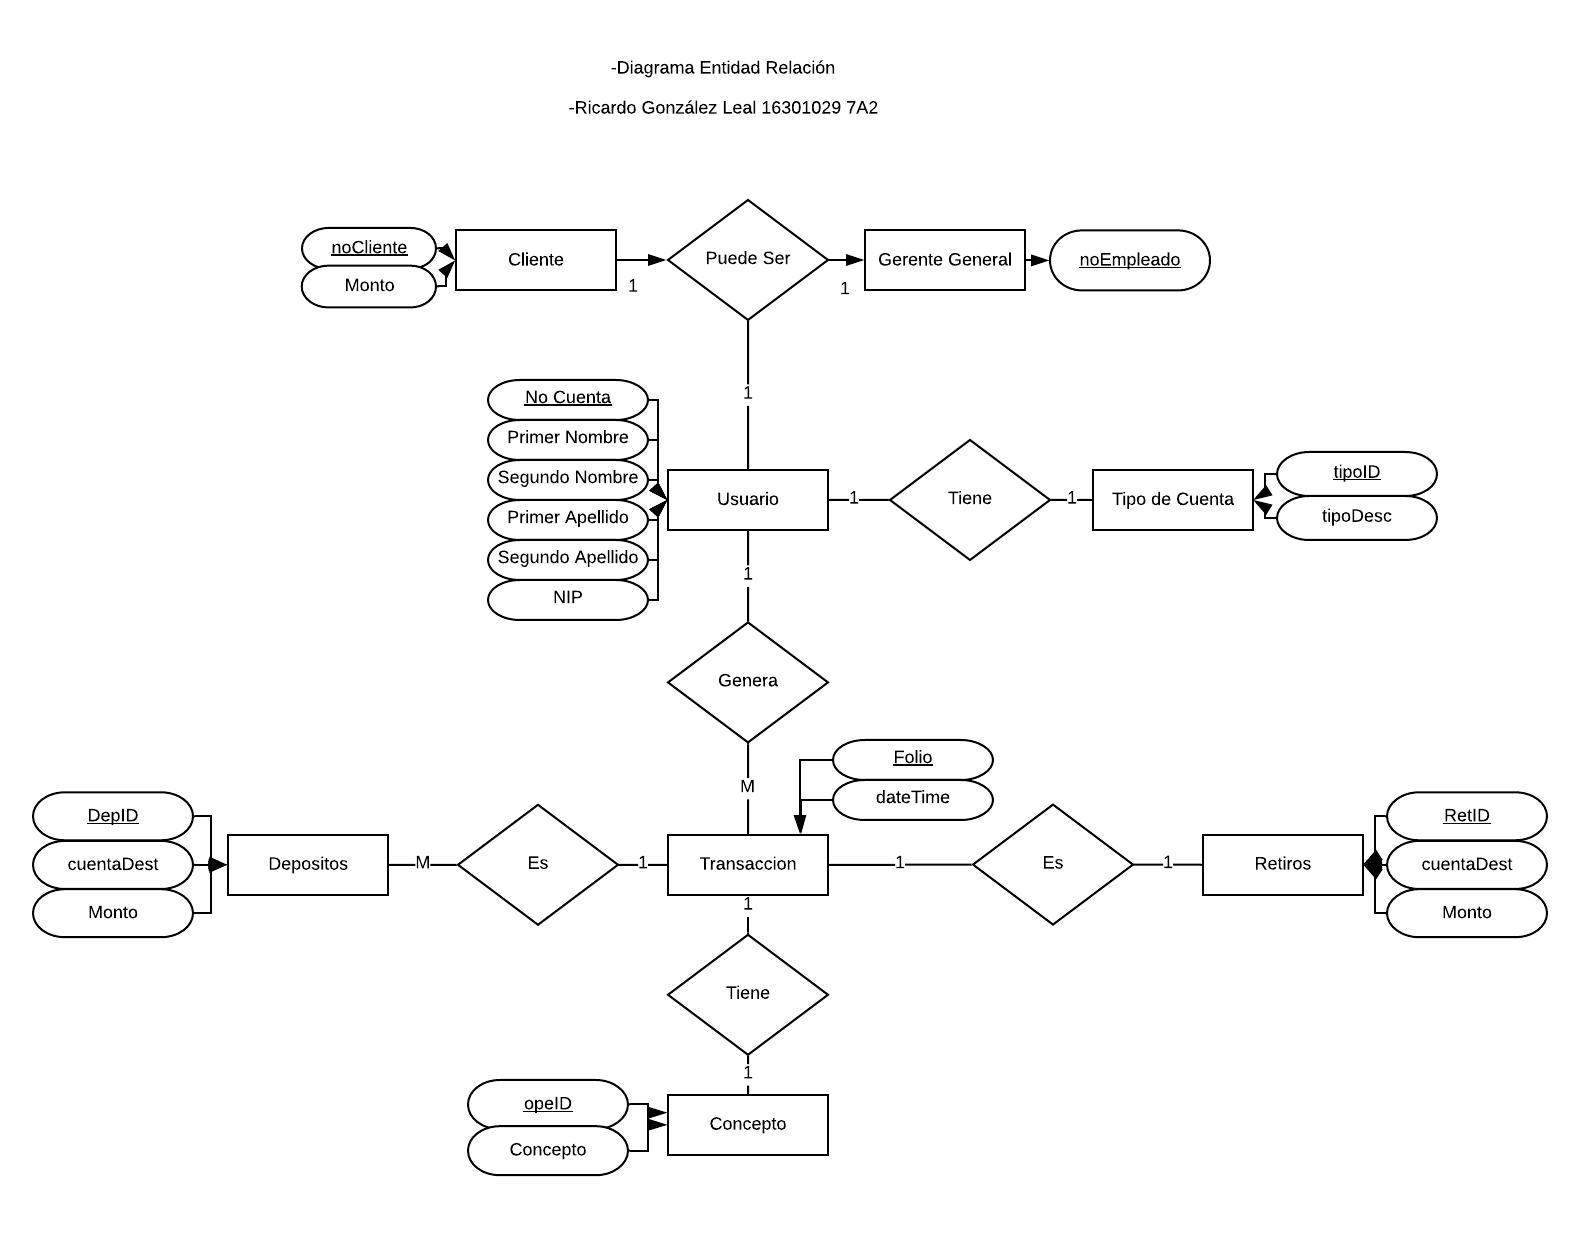 -Diagrama Entidad Relación
-Ricardo González Leal 16301029 7A2
noCliente
Monto
Cliente
1
Puede Ser
1
Gerente General
noEmpleado
1
No Cuenta
Primer Nombre
Segundo Nombre
Primer Apellido
Segundo Apellido
NIP
Usuario
1
Tiene
1
Tipo de Cuenta
tipoID
tipoDesc
1
Genera
M
Folio
dateTime
DepID
cuentaDest
Monto
Depositos
M
Es
1
Transaccion
1
Es
1
Retiros
RetID
cuentaDest
Monto
1
Tiene
1
opeID
Concepto
Concepto